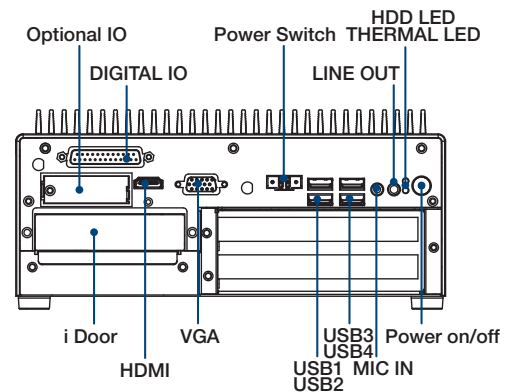 HDD LED
Optional IO
Power Switch
THERMAL LED
DIGITAL IO
LINE OUT
i Door
VGA
USB3
Power on/off
USB4
HDMI
USB1
MIC IN
USB2